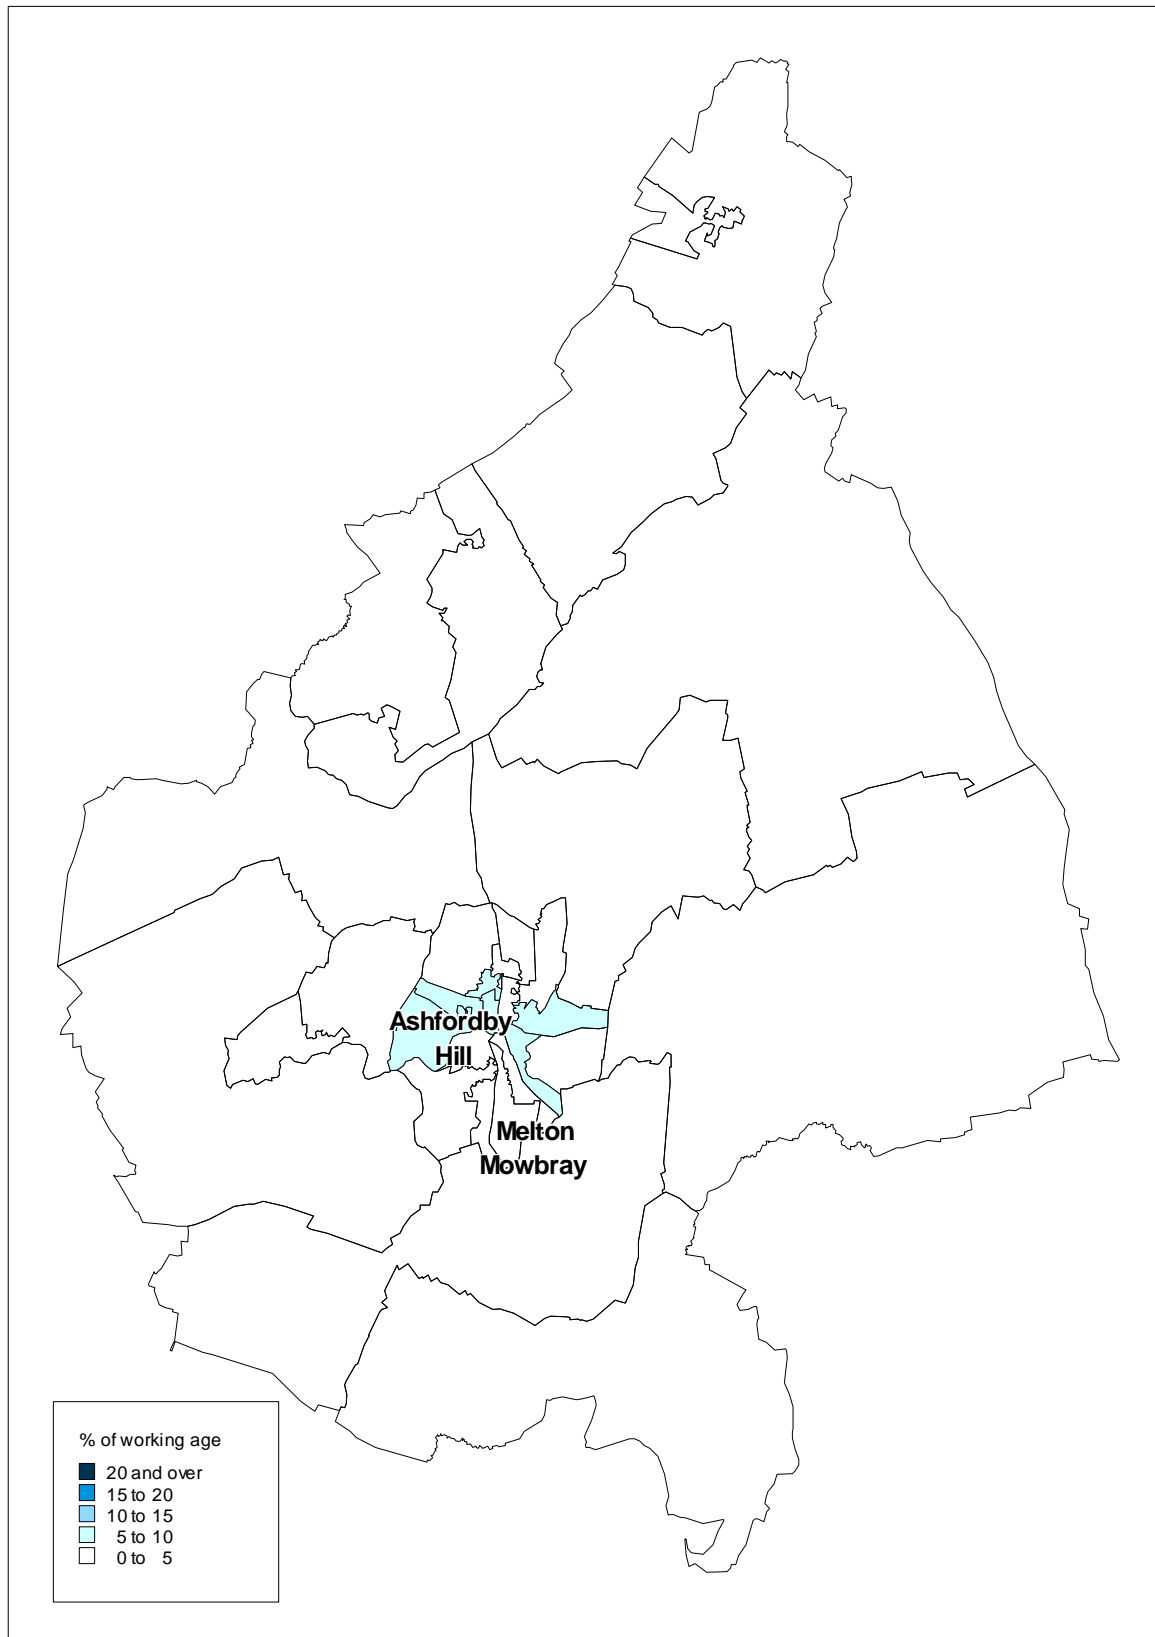 Ashfordby
Hill
Melton
Mowbray
% of working age
20 and over
15 to 20
10 to 15
5 to 10
0 to 5